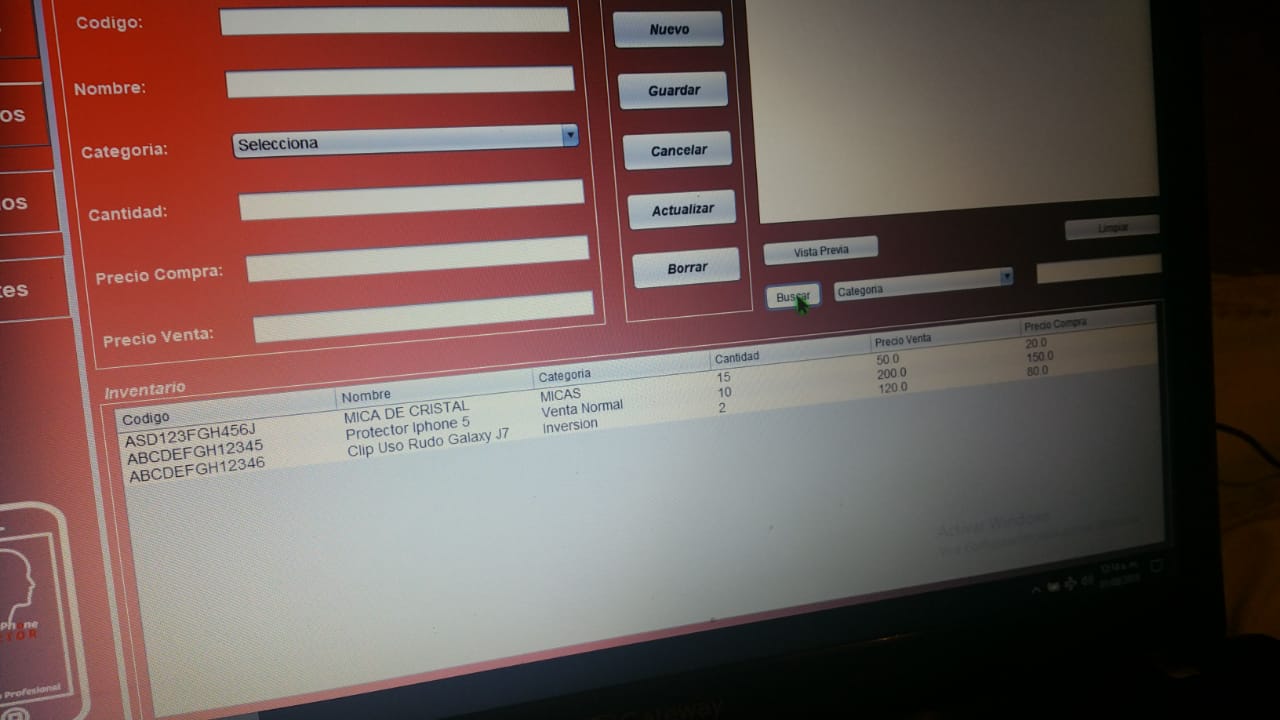 Codigo:
Nombre:
Categoria:
Selecciona
Cantidad:
Precio Compra:
Precio Venta:
Nuevo
Guardar
Cancelar
Actualizar
Borrar
os
os
tes
Vista Previa
Limpiar
Buscar
Categoria
Inventario
Codigo Nombre Categoria Cantidad Precio Venta Precio Compra
ASD123FGH456J MICA DE CRISTAL MICAS 15 50.0 20.0
ABCDEFGH12345 Protector Iphone 5 Venta Normal 10 200.0 150.0
ABCDEFGH12346 Clip Uso Rudo Galaxy J7 Inversion 2 120.0 80.0
Activar Windows
Phone
TOR
Profesional
Gateway